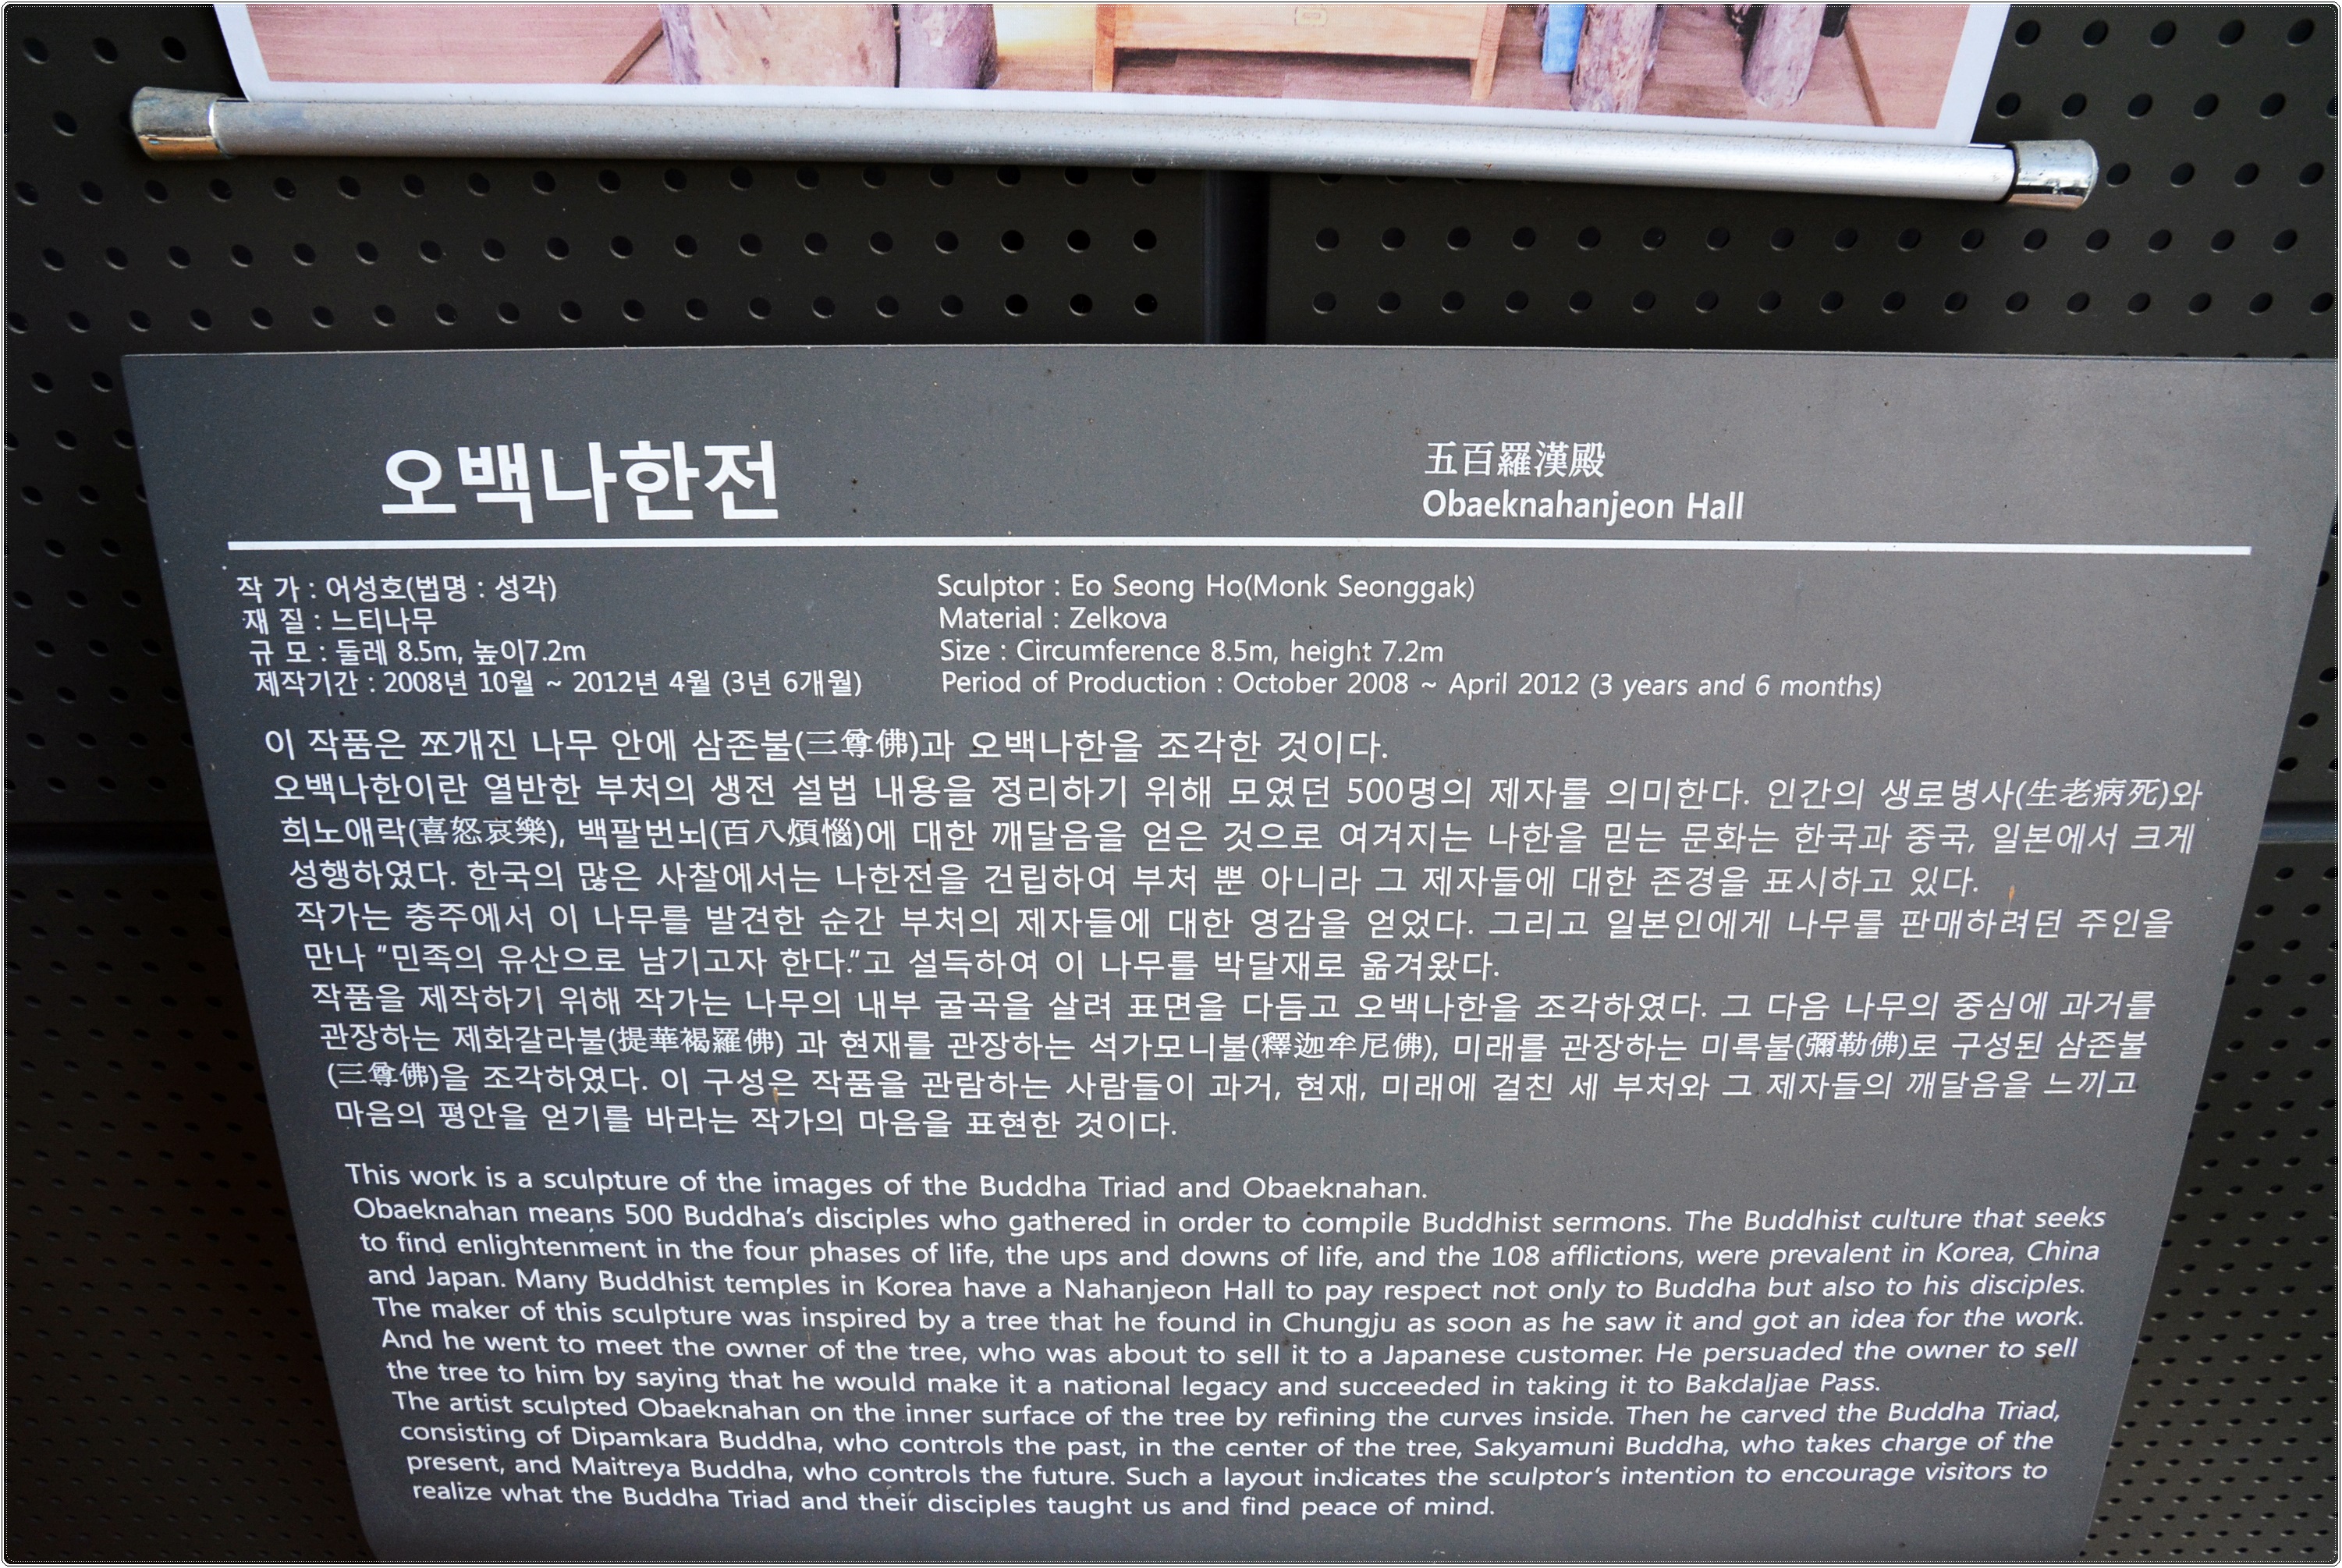 오백나한전
五百羅漢殿
Obaeknahanjeon Hall
작 가 : 어성호(법명 : 성각)
재 질 : 느티나무
규 모 : 둘레 8.5m, 높이7.2m
제작기간 : 2008년 10월 ~ 2012년 4월 (3년 6개월)
Sculptor : Eo Seong Ho(Monk Seonggak)
Material : Zelkova
Size : Circumference 8.5m, height 7.2m
Period of Production : October 2008 ~ April 2012 (3 years and 6 months)
이 작품은 쪼개진 나무 안에 삼존불(三尊佛)과 오백나한을 조각한 것이다.
오백나한이란 열반한 부처의 생전 설법 내용을 정리하기 위해 모였던 500명의 제자를 의미한다. 인간의 생로병사(生老病死)와
희노애락(喜怒哀樂), 백팔번뇌(百八煩惱)에 대한 깨달음을 얻은 것으로 여겨지는 나한을 믿는 문화는 한국과 중국, 일본에서 크게
성행하였다. 한국의 많은 사찰에서는 나한전을 건립하여 부처 뿐 아니라 그 제자들에 대한 존경을 표시하고 있다.
작가는 충주에서 이 나무를 발견한 순간 부처의 제자들에 대한 영감을 얻었다. 그리고 일본인에게 나무를 판매하려던 주인을
만나 "민족의 유산으로 남기고자 한다."고 설득하여 이 나무를 박달재로 옮겨왔다.
작품을 제작하기 위해 작가는 나무의 내부 굴곡을 살려 표면을 다듬고 오백나한을 조각하였다. 그 다음 나무의 중심에 과거를
관장하는 제화갈라불(提華褐羅佛) 과 현재를 관장하는 석가모니불(釋迦牟尼佛), 미래를 관장하는 미륵불(彌勒佛)로 구성된 삼존불
(三尊佛)을 조각하였다. 이 구성은 작품을 관람하는 사람들이 과거, 현재, 미래에 걸친 세 부처와 그 제자들의 깨달음을 느끼고
마음의 평안을 얻기를 바라는 작가의 마음을 표현한 것이다.
This work is a sculpture of the images of the Buddha Triad and Obaeknahan.
Obaeknahan means 500 Buddha's disciples who gathered in order to compile Buddhist sermons. The Buddhist culture that seeks
to find enlightenment in the four phases of life, the ups and downs of life, and the 108 afflictions, were prevalent in Korea, China
and Japan. Many Buddhist temples in Korea have a Nahanjeon Hall to pay respect not only to Buddha but also to his disciples.
The maker of this sculpture was inspired by a tree that he found in Chungju as soon as he saw it and got an idea for the work.
And he went to meet the owner of the tree, who was about to sell it to a Japanese customer. He persuaded the owner to sell
the tree to him by saying that he would make it a national legacy and succeeded in taking it to Bakdaljae Pass.
The artist sculpted Obaeknahan on the inner surface of the tree by refining the curves inside. Then he carved the Buddha Triad,
consisting of Dipamkara Buddha, who controls the past, in the center of the tree, Sakyamuni Buddha, who takes charge of the
present, and Maitreya Buddha, who controls the future. Such a layout indicates the sculptor's intention to encourage visitors to
realize what the Buddha Triad and their disciples taught us and find peace of mind.